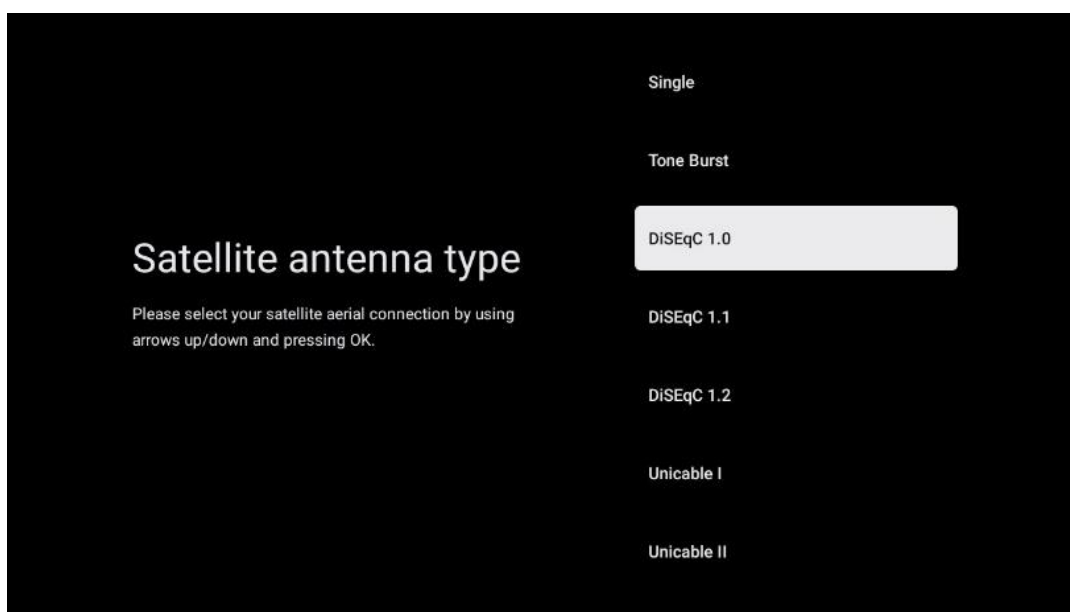 Satellite antenna type
Please select your satellite aerial connection by using
arrows up/down and pressing OK.
Single
Tone Burst
DiSEqC 1.0
DiSEqC 1.1
DiSEqC 1.2
Unicable I
Unicable II